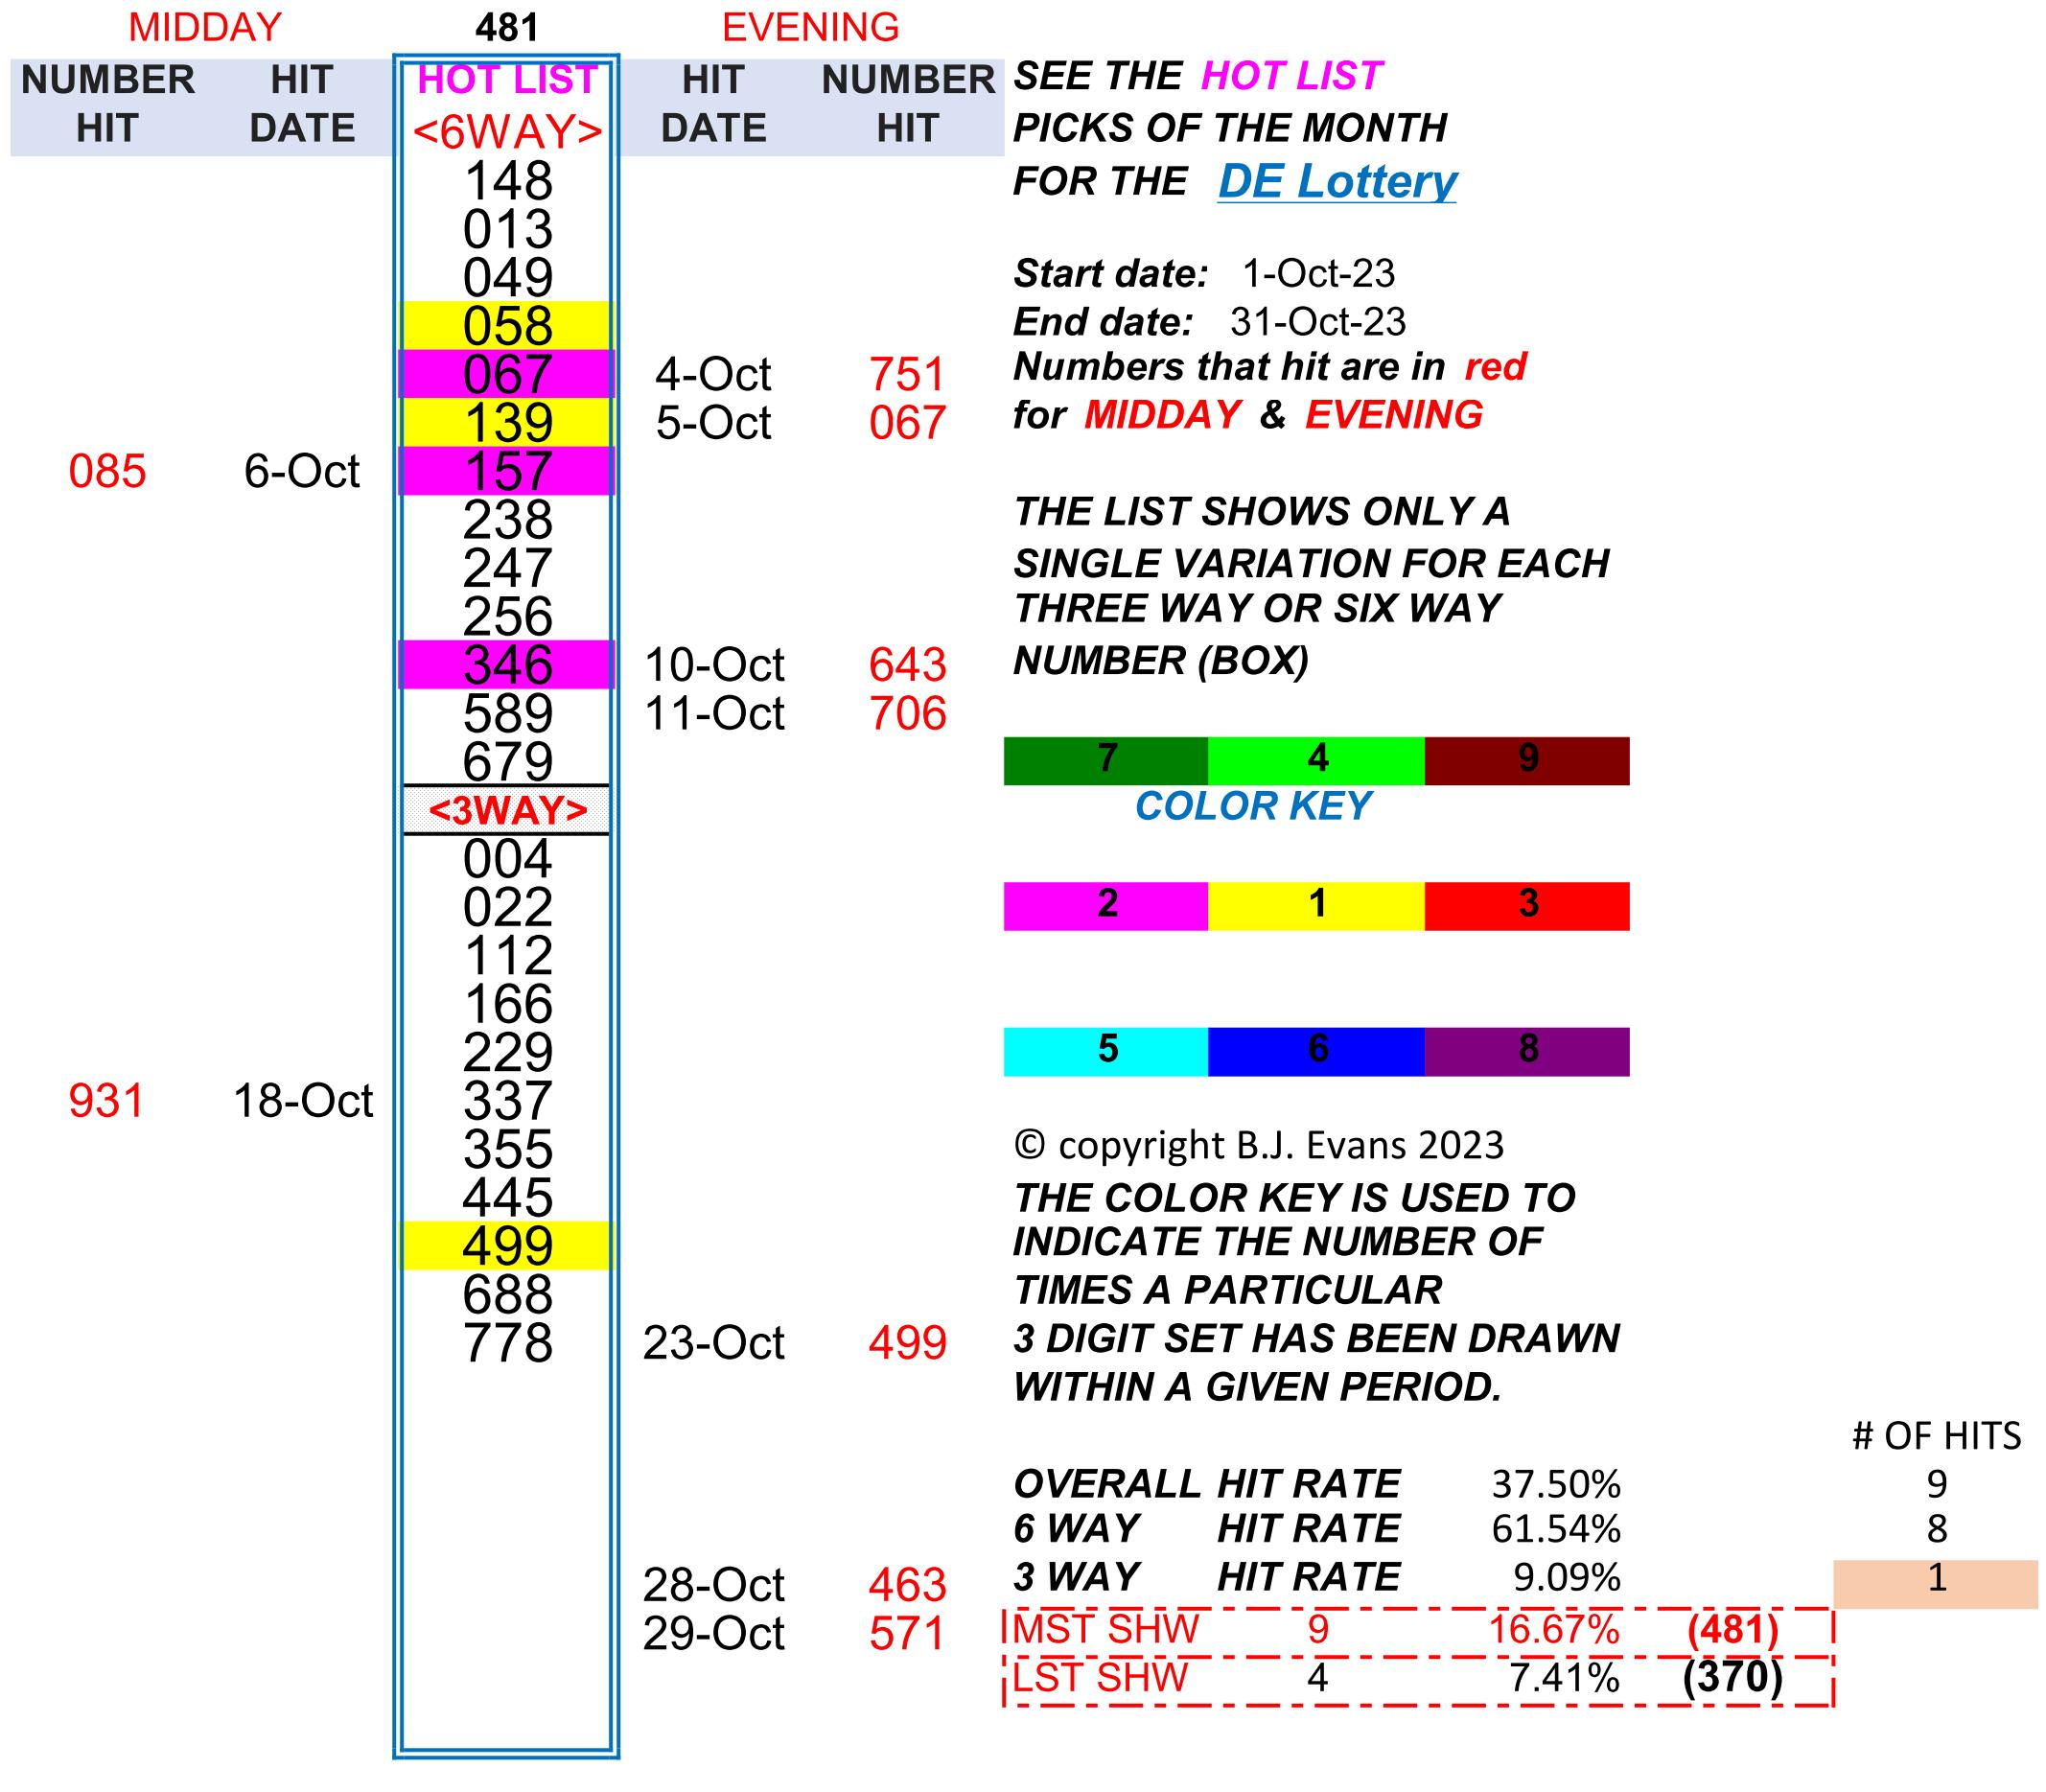 MIDDAY 481 EVENING
NUMBER HIT HOT LIST HIT NUMBER
HIT DATE <6WAY> DATE HIT
148
013
049
058
067 4-Oct 751
139 5-Oct 067
085 6-Oct 157
238
247
256
346 10-Oct 643
589 11-Oct 706
679
<3WAY>
004
022
112
166
229
931 18-Oct 337
355
445
499
688
778 23-Oct 499
28-Oct 463
29-Oct 571
SEE THE HOT LIST
PICKS OF THE MONTH
FOR THE DE Lottery
Start date: 1-Oct-23
End date: 31-Oct-23
Numbers that hit are in red
for MIDDAY & EVENING
THE LIST SHOWS ONLY A
SINGLE VARIATION FOR EACH
THREE WAY OR SIX WAY
NUMBER (BOX)
7 4 9
COLOR KEY
2 1 3
5 6 8
© copyright B.J. Evans 2023
THE COLOR KEY IS USED TO
INDICATE THE NUMBER OF
TIMES A PARTICULAR
3 DIGIT SET HAS BEEN DRAWN
WITHIN A GIVEN PERIOD.
# OF HITS
OVERALL HIT RATE 37.50% 9
6 WAY HIT RATE 61.54% 8
3 WAY HIT RATE 9.09% 1
MST SHW 9 16.67% (481)
LST SHW 4 7.41% (370)